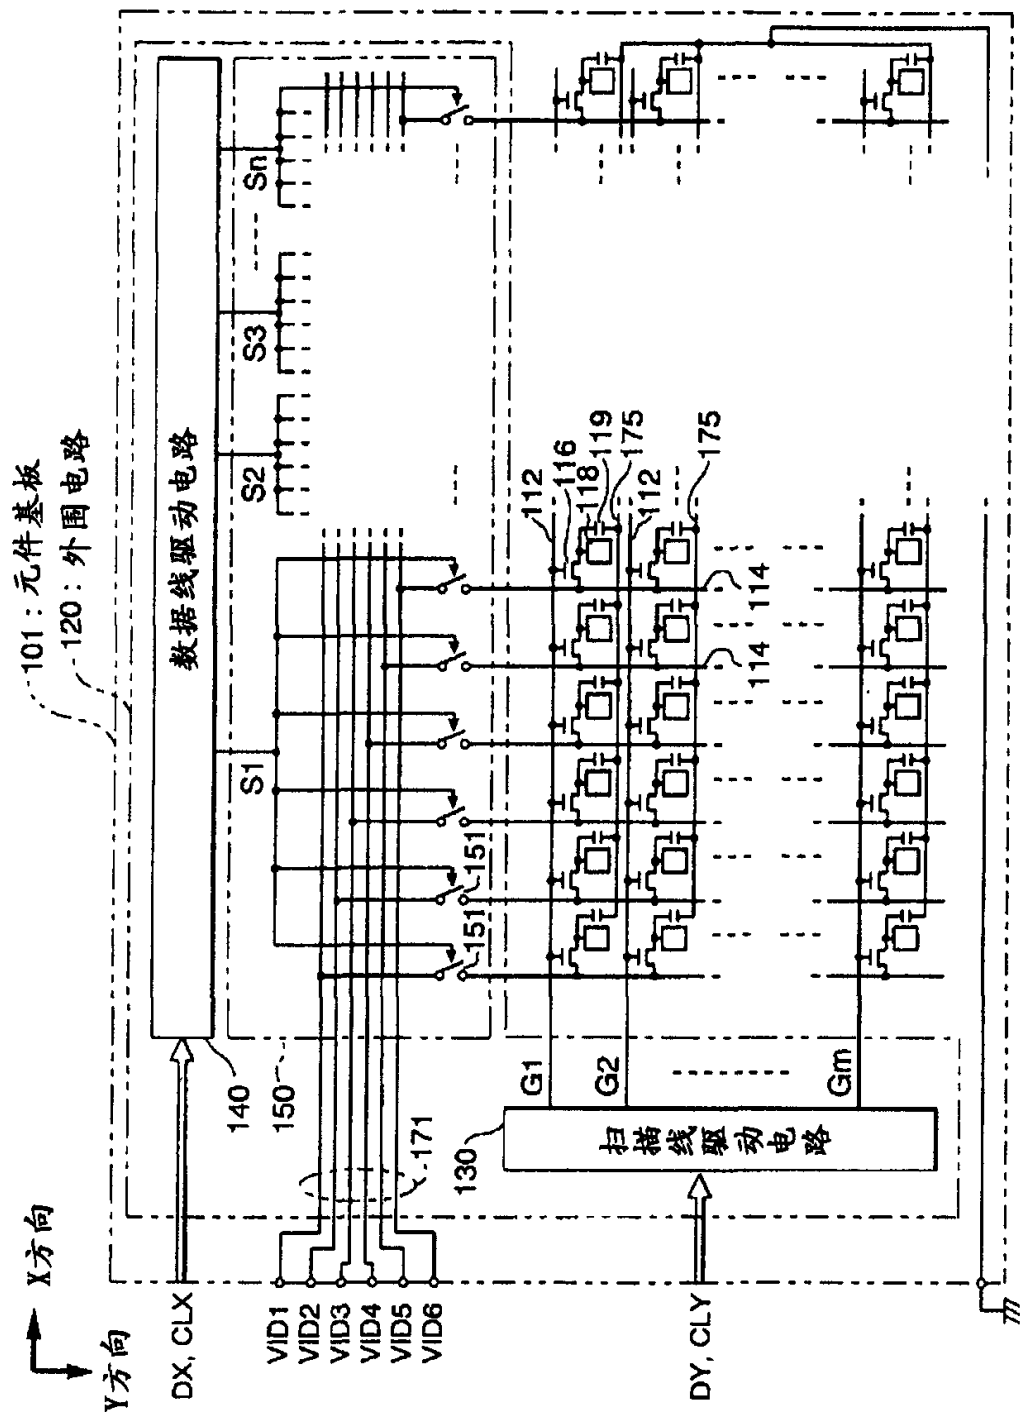 101：元件基板
120：外围电路
X方向
Y方向
DX, CLX
数据线驱动电路
140
150
S1
S2
S3
Sn
VID1
VID2
VID3
VID4
VID5
VID6
171
151
151
112
116
118
119
175
112
175
114
114
G1
G2
Gm
130
扫描线驱动电路
DY, CLY